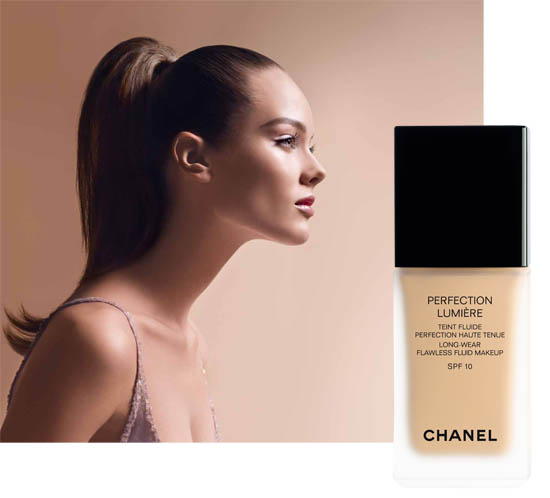 PERFECTION
LUMIÈRE
TEINT FLUIDE
PERFECTION HAUTE TENUE
LONG-WEAR
FLAWLESS FLUID MAKEUP
SPF 10
CHANEL